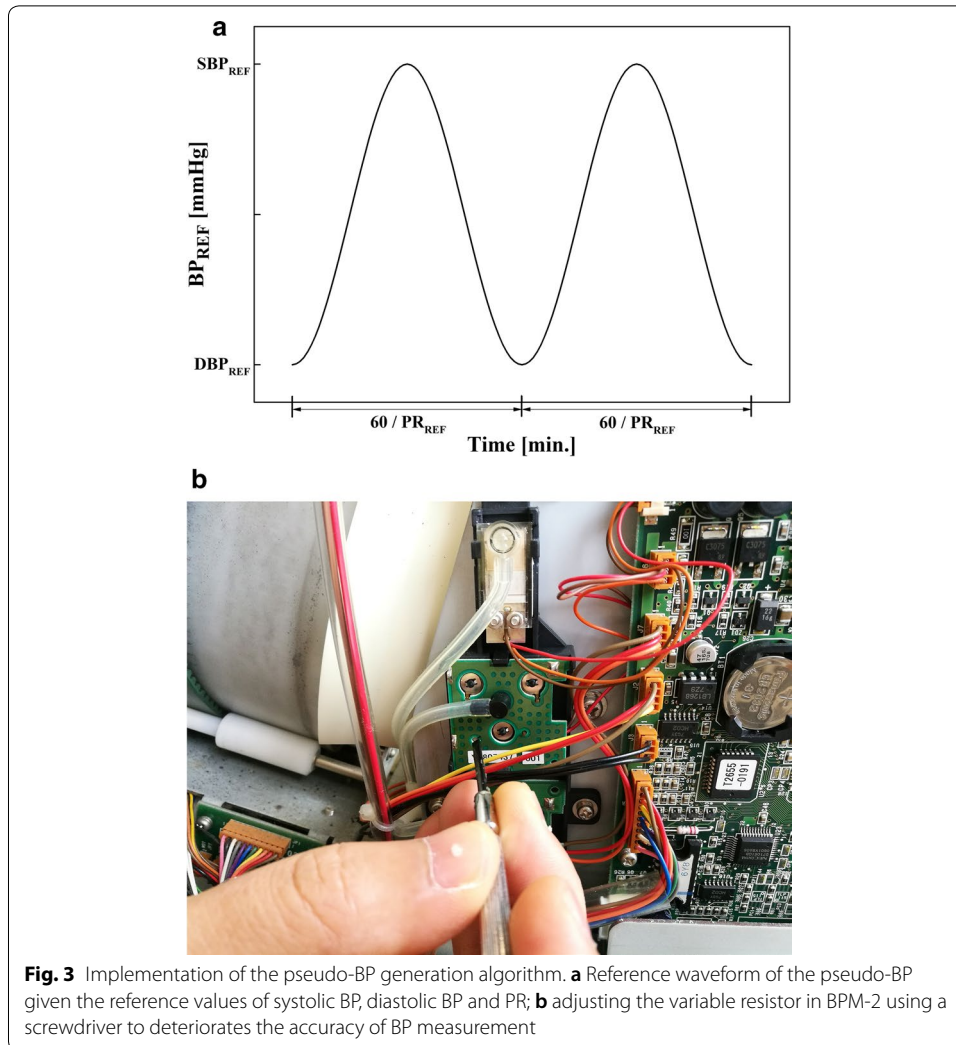 a
SBP_REF
BP_REF [mmHg]
DBP_REF
60 / PR_REF 60 / PR_REF
Time [min.]
b
T2655
-0191
Fig. 3 Implementation of the pseudo-BP generation algorithm. a Reference waveform of the pseudo-BP
given the reference values of systolic BP, diastolic BP and PR; b adjusting the variable resistor in BPM-2 using a
screwdriver to deteriorates the accuracy of BP measurement